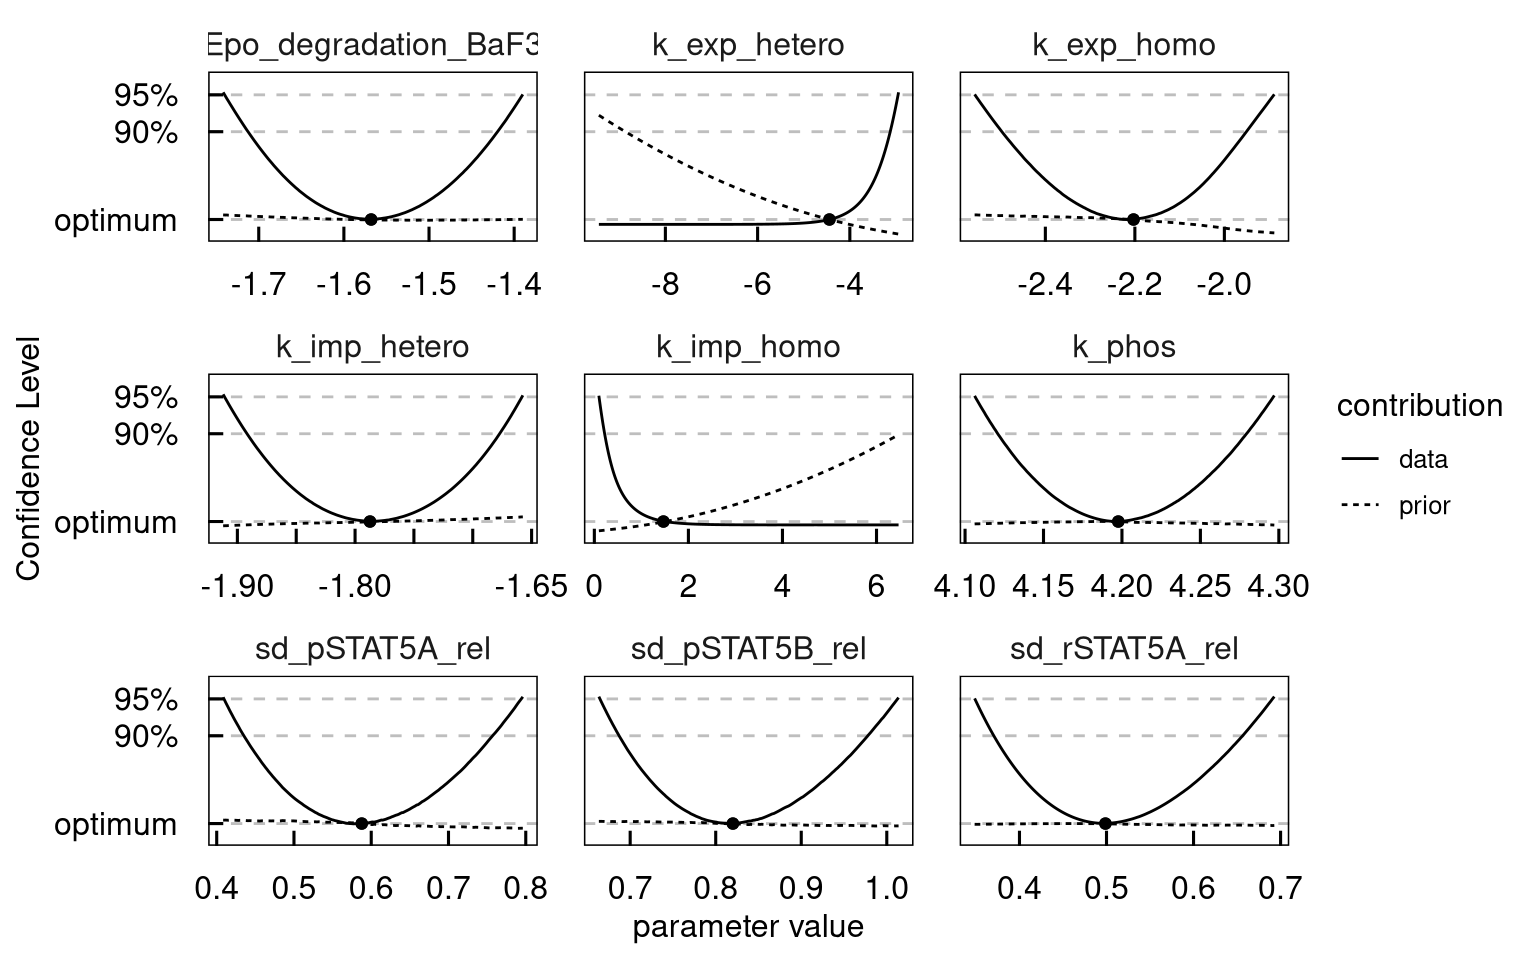 Epo_degradation_BaF3 k_exp_hetero k_exp_homo
95%
90%
optimum
-1.7 -1.6 -1.5 -1.4 -8 -6 -4 -2.4 -2.2 -2.0
k_imp_hetero k_imp_homo k_phos
95%
90%
optimum
-1.90 -1.80 -1.65 0 2 4 6 4.10 4.15 4.20 4.25 4.30
sd_pSTAT5A_rel sd_pSTAT5B_rel sd_rSTAT5A_rel
95%
90%
optimum
0.4 0.5 0.6 0.7 0.8 0.7 0.8 0.9 1.0 0.4 0.5 0.6 0.7
parameter value
Confidence Level
contribution
data
prior